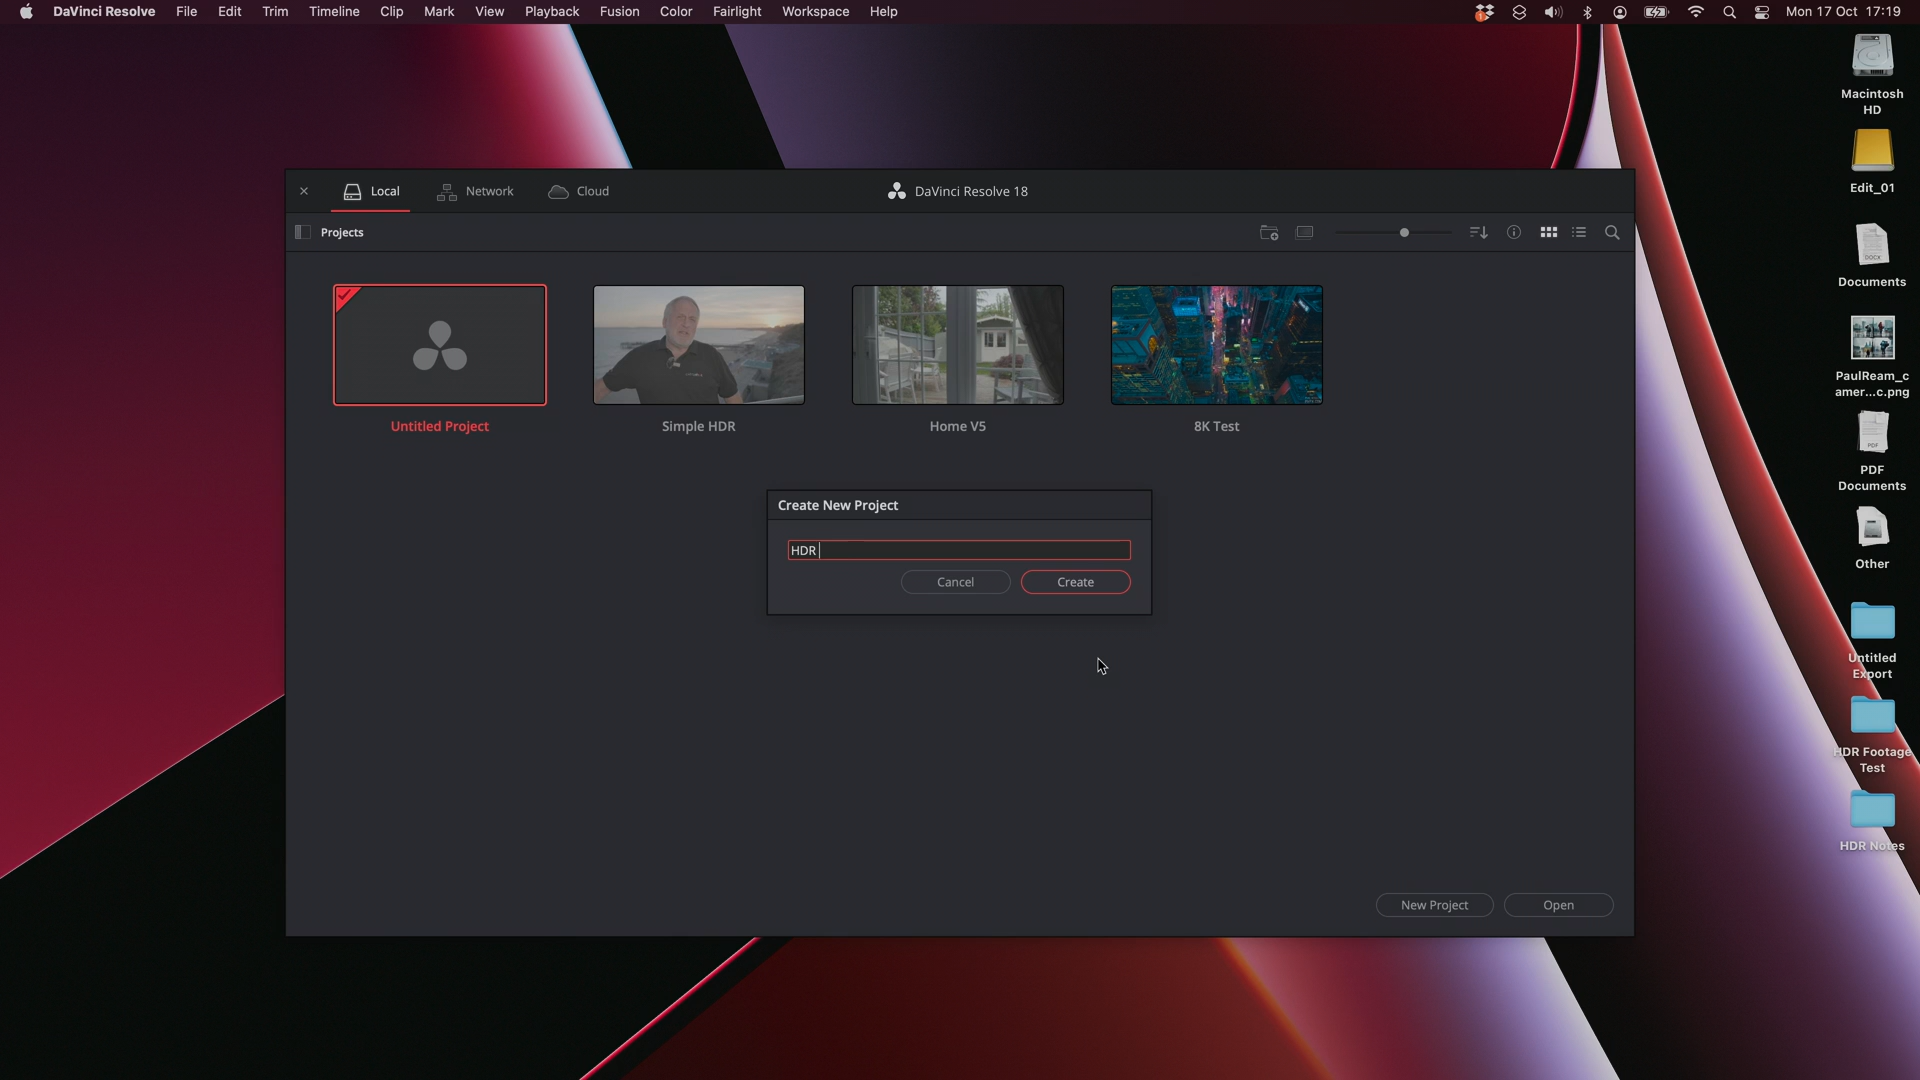 DaVinci Resolve File Edit Trim Timeline Clip Mark View Playback Fusion Color Fairlight Workspace Help
1
Mon 17 Oct 17:19
Macintosh
HD
Edit_01
DOCX
Documents
PaulReam_c
amer...c.png
PDF
PDF
Documents
Other
Untitled
Export
HDR Footage
Test
HDR Notes
Local Network Cloud
DaVinci Resolve 18
Projects
Untitled Project
Simple HDR
Home V5
8K Test
Create New Project
HDR
Cancel
Create
New Project
Open